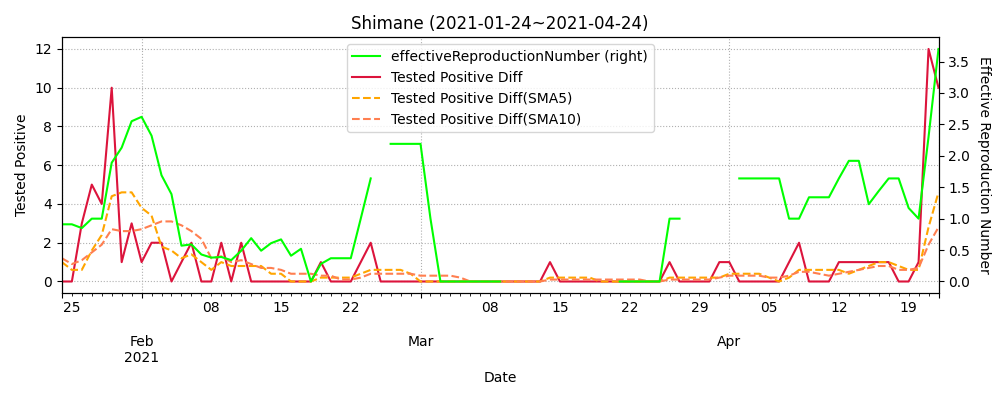 Shimane (2021-01-24~2021-04-24)
effectiveReproductionNumber (right)
Tested Positive Diff
Tested Positive Diff(SMA5)
Tested Positive Diff(SMA10)
Tested Positive
12
10
8
6
4
2
0
Effective Reproduction Number
3.5
3.0
2.5
2.0
1.5
1.0
0.5
0.0
25 08 15 22 08 15 22 29 05 12 19
Feb Mar Apr
2021
Date